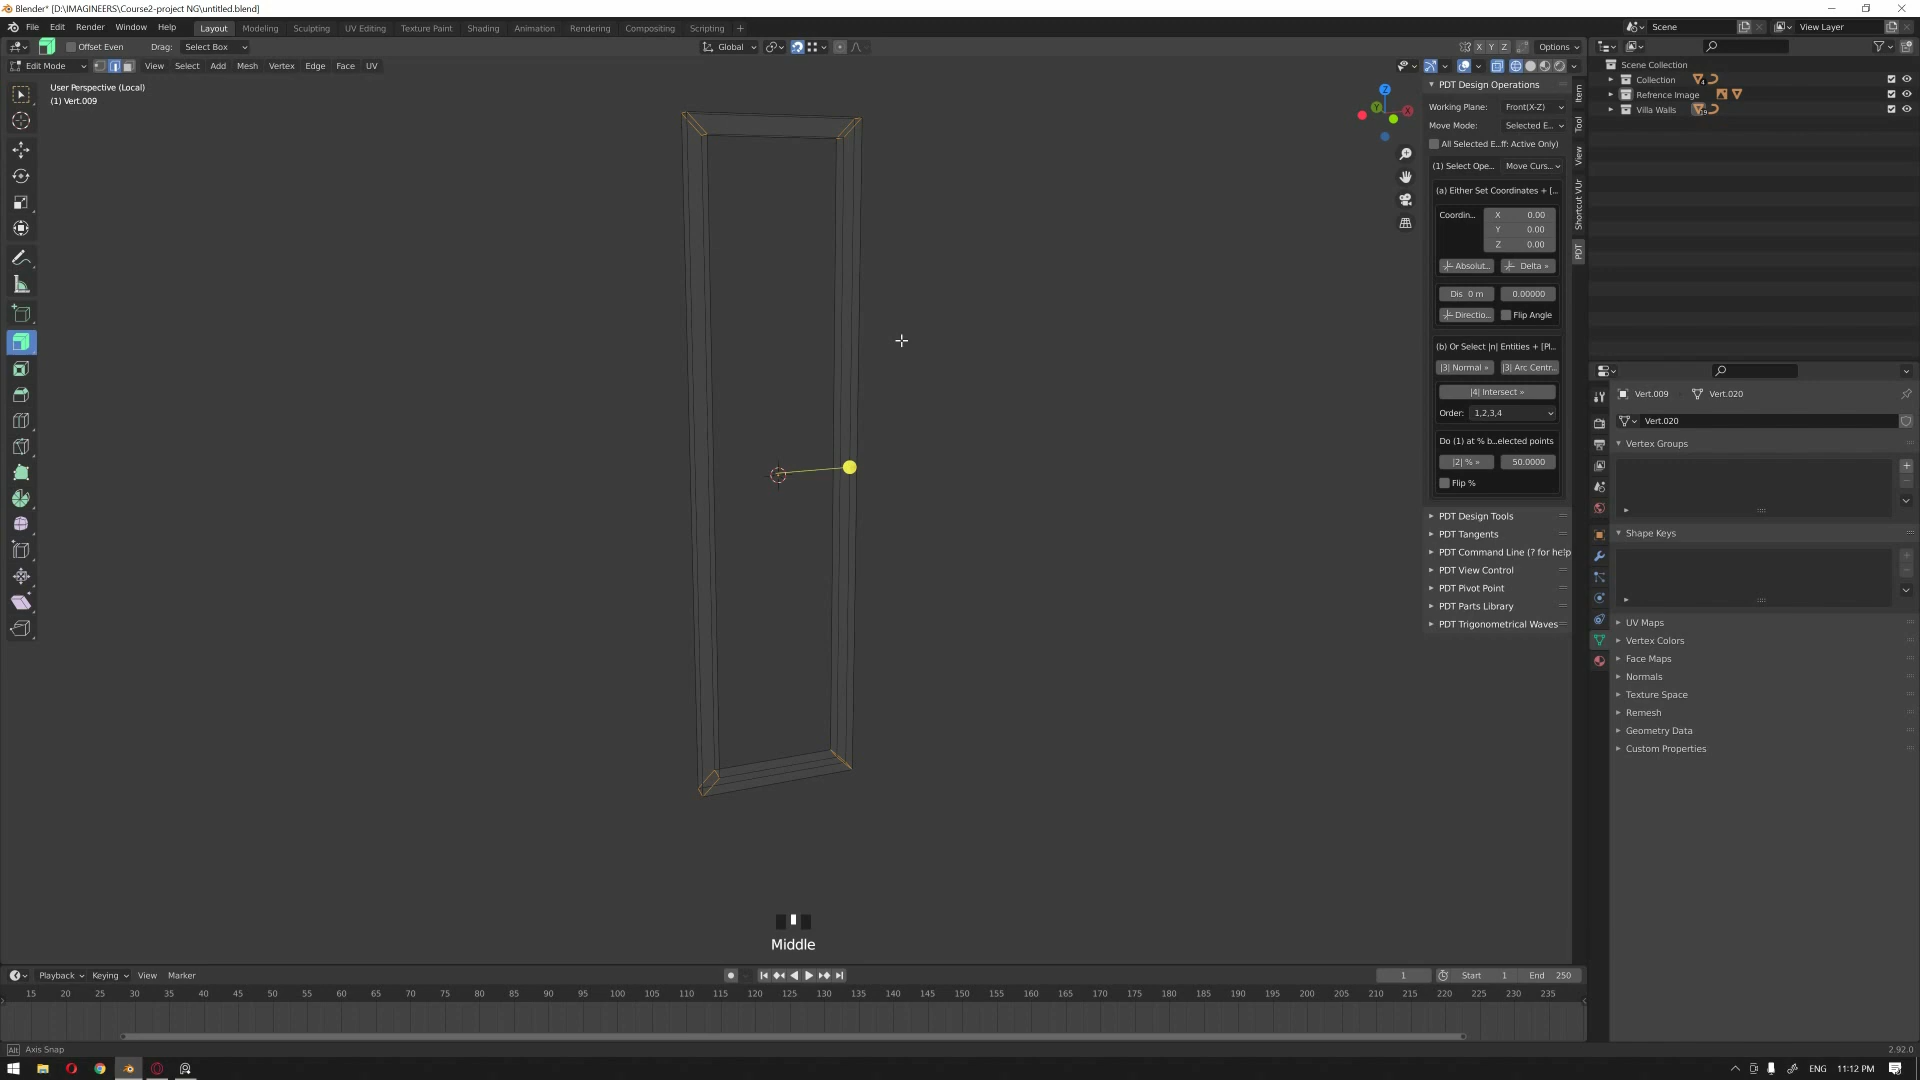 Blender* [D:\IMAGINEERS\Course2-project NG\untitled.blend]
File Edit Render Window Help Layout Modeling Sculpting UV Editing Texture Paint Shading Animation Rendering Compositing Scripting + Scene View Layer
Offset Even Drag: Select Box Global X Y Z Options
Edit Mode View Select Add Mesh Vertex Edge Face UV
User Perspective (Local)
(1) Vert.009
Z
Y
X
PDT Design Operations
Working Plane: Front(X-Z)
Move Mode: Selected E...
All Selected E...ff: Active Only)
(1) Select Ope... Move Curs...
(a) Either Set Coordinates + [...
Coordin... X 0.00
Y 0.00
Z 0.00
Absolut... Delta »
Dis 0 m 0.00000
Directio... Flip Angle
(b) Or Select |n| Entities + [Pl...
|3| Normal » |3| Arc Centr...
|4| Intersect »
Order: 1,2,3,4
Do (1) at % b...elected points
|2| % » 50.0000
Flip %
PDT Design Tools
PDT Tangents
PDT Command Line (? for help
PDT View Control
PDT Pivot Point
PDT Parts Library
PDT Trigonometrical Waves
Item
Tool
View
Shortcut VUr
PDT
Scene Collection
Collection 4
Refrence Image
Villa Walls
Vert.009 Vert.020
Vert.020
Vertex Groups
Shape Keys
UV Maps
Vertex Colors
Face Maps
Normals
Texture Space
Remesh
Geometry Data
Custom Properties
Middle
Playback Keying View Marker 1 Start 1 End 250
15 20 25 30 35 40 45 50 55 60 65 70 75 80 85 90 95 100 105 110 115 120 125 130 135 140 145 150 155 160 165 170 175 180 185 190 195 200 205 210 215 220 225 230 235
Alt Axis Snap 2.92.0
ENG 11:12 PM